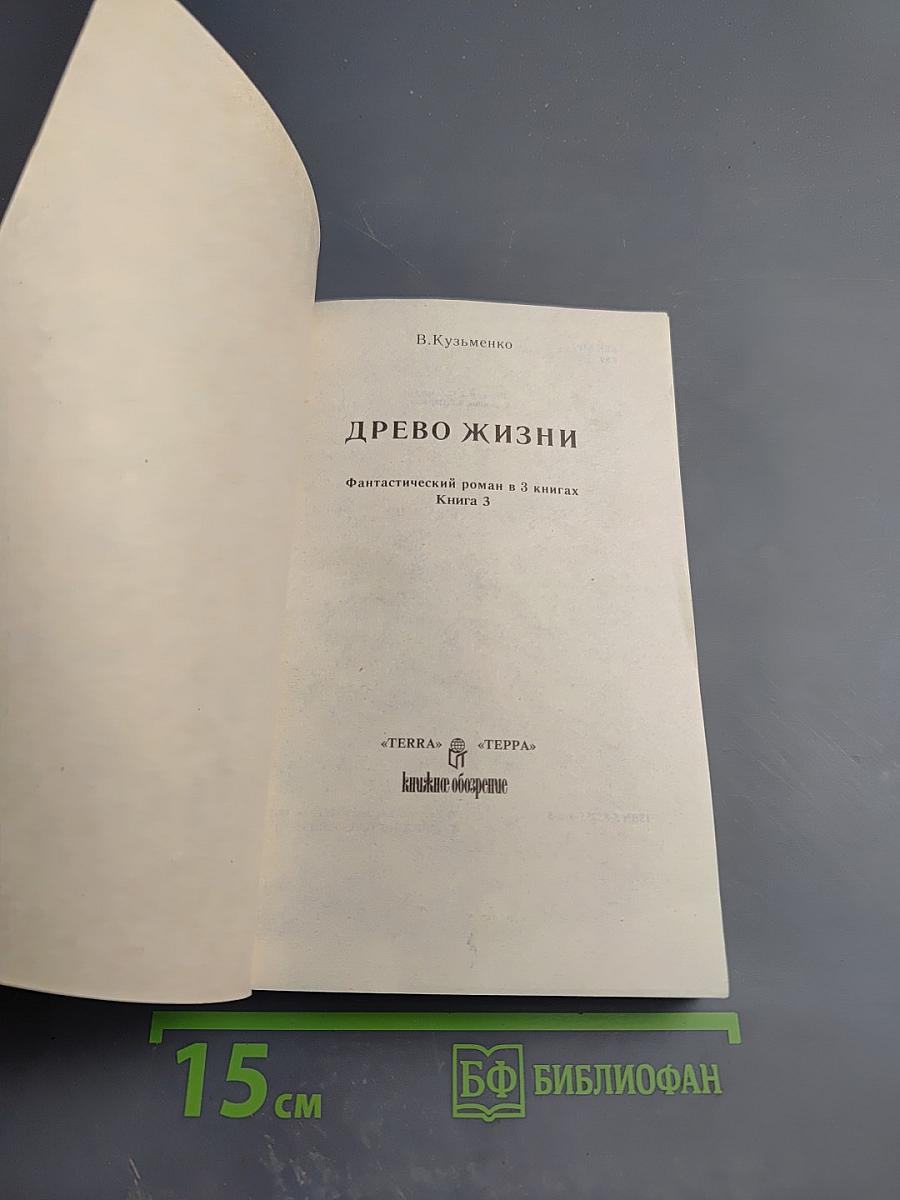 В.Кузьменко
ДРЕВО ЖИЗНИ
Фантастический роман в 3 книгах
Книга 3
«TERRA» «ТЕРРА»
книжное обозрение
15 см
БФ БИБЛИОФАН